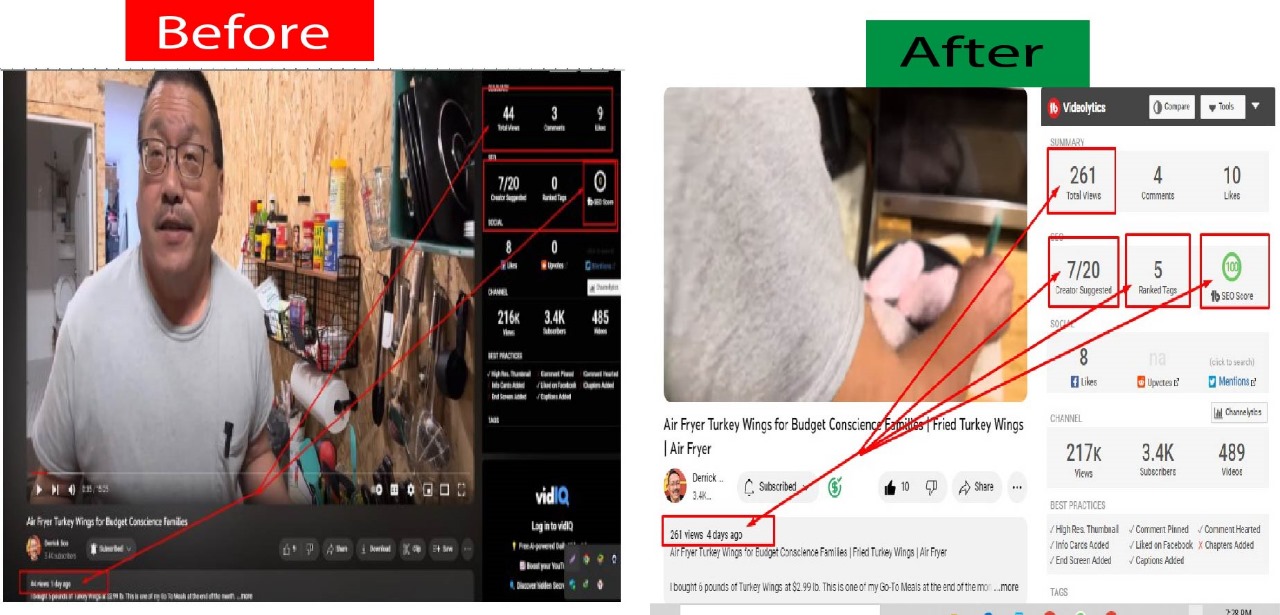 Before
After
44 3 9
Total Views Comments Likes
7/20 0 0
Creator Suggested Ranked Tags tb SEO Score
SOCIAL
8 0
Likes Upvotes Mentions
Channelytics
CHANNEL
216K 3.4K 485
Views Subscribers Videos
BEST PRACTICES
✓ High Res. Thumbnail ✓ Comment Pinned ✓ Comment Hearted
✓ Info Cards Added ✓ Liked on Facebook ✓ Chapters Added
✓ End Screen Added ✓ Captions Added
TAGS
vidIQ
Log in to vidIQ
Air Fryer Turkey Wings for Budget Conscience Families
Subscribed
9 Share Download Clip Save
44 views 1 day ago
I bought 6 pounds of Turkey Wings at $2.99 lb. This is one of my Go-To Meals at the end of the month. ...more
tb Videolytics Compare Tools
SUMMARY
261 4 10
Total Views Comments Likes
SEO
7/20 5 100
Creator Suggested Ranked Tags tb SEO Score
SOCIAL
8 na (click to search)
Likes Upvotes Mentions
Channelytics
CHANNEL
217K 3.4K 489
Views Subscribers Videos
BEST PRACTICES
✓ High Res. Thumbnail ✓ Comment Pinned ✓ Comment Hearted
✓ Info Cards Added ✓ Liked on Facebook X Chapters Added
✓ End Screen Added ✓ Captions Added
TAGS
Air Fryer Turkey Wings for Budget Conscience Families | Fried Turkey Wings
| Air Fryer
Derrick ...
3.4K...
Subscribed 10 Share
261 views 4 days ago
Air Fryer Turkey Wings for Budget Conscience Families | Fried Turkey Wings | Air Fryer
I bought 6 pounds of Turkey Wings at $2.99 lb. This is one of my Go-To Meals at the end of the mo ...more
7:28 PM